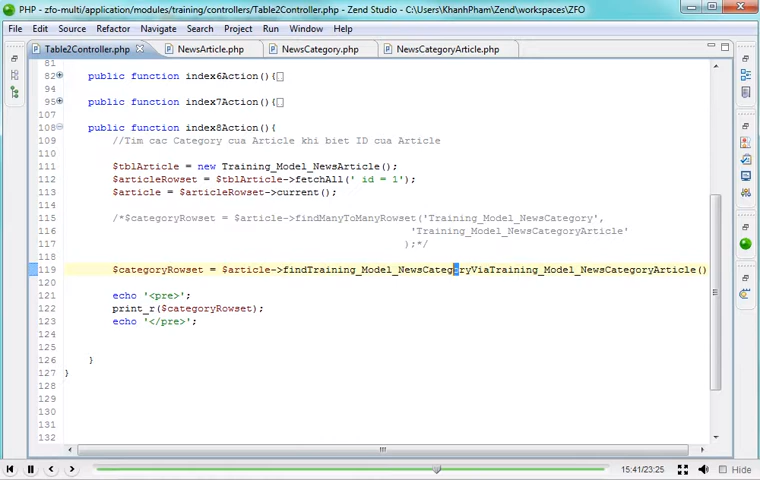 PHP - zfo-multi/application/modules/training/controllers/Table2Controller.php - Zend Studio - C:\Users\KhanhPham\Zend\workspaces\ZFO
File Edit Source Refactor Navigate Search Project Run Window Help
Table2Controller.php NewsArticle.php NewsCategory.php NewsCategoryArticle.php
81
82 public function index6Action(){
94
95 public function index7Action(){
107
108 public function index8Action(){
109 //Tim cac Category cua Article khi biet ID cua Article
110
111 $tblArticle = new Training_Model_NewsArticle();
112 $articleRowset = $tblArticle->fetchAll(' id = 1');
113 $article = $articleRowset->current();
114
115 /*$categoryRowset = $article->findManyToManyRowset('Training_Model_NewsCategory',
116 'Training_Model_NewsCategoryArticle'
117 );*/
118
119 $categoryRowset = $article->findTraining_Model_NewsCategoryViaTraining_Model_NewsCategoryArticle()
120
121 echo '<pre>';
122 print_r($categoryRowset);
123 echo '</pre>';
124
125
126 }
127 }
128
129
130
131
132
15:41/23:25 Hide